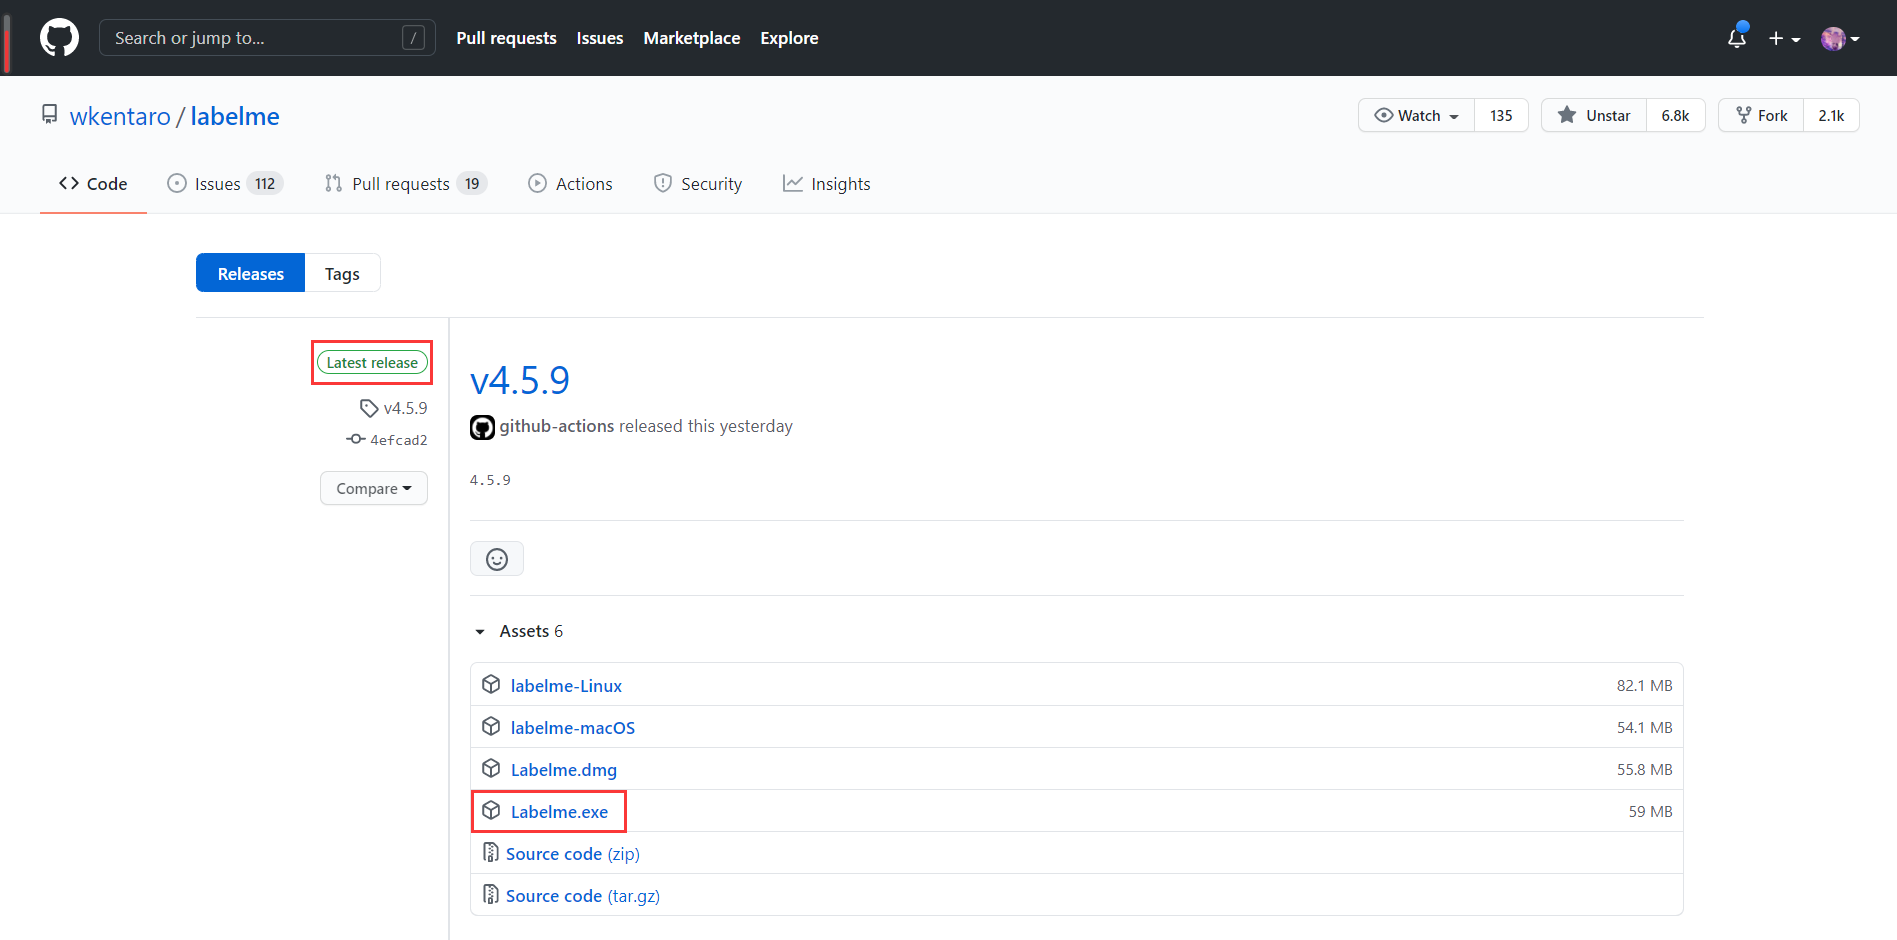 Search or jump to... / Pull requests Issues Marketplace Explore
wkentaro / labelme Watch 135 Unstar 6.8k Fork 2.1k
Code Issues 112 Pull requests 19 Actions Security Insights
Releases Tags
Latest release
v4.5.9
4efcad2
Compare
v4.5.9
github-actions released this yesterday
4.5.9
Assets 6
labelme-Linux 82.1 MB
labelme-macOS 54.1 MB
Labelme.dmg 55.8 MB
Labelme.exe 59 MB
Source code (zip)
Source code (tar.gz)